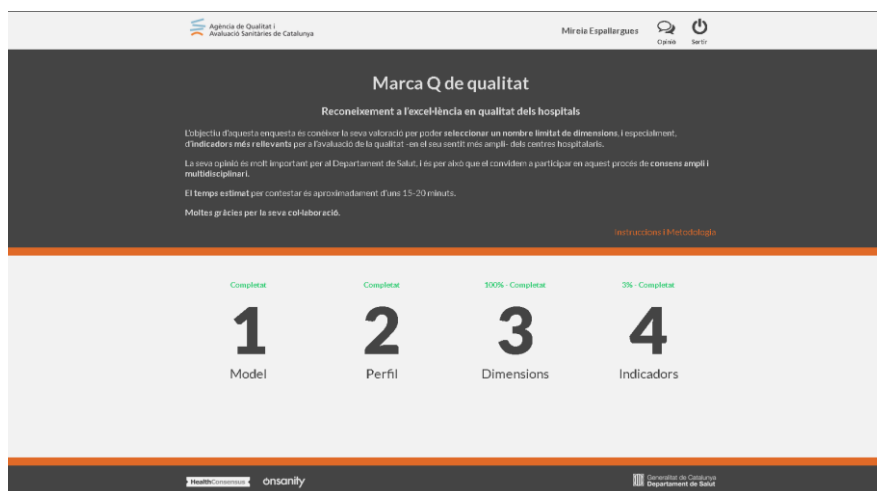 Agència de Qualitat i
Avaluació Sanitàries de Catalunya
Mireia Espallargues
Opinió
Sortir
Marca Q de qualitat
Reconeixement a l'excel·lència en qualitat dels hospitals
L'objectiu d'aquesta enquesta és conèixer la seva valoració per poder seleccionar un nombre limitat de dimensions, i especialment,
d'indicadors més rellevants per a l'avaluació de la qualitat -en el seu sentit més ampli- dels centres hospitalaris.
La seva opinió és molt important per al Departament de Salut, i és per això que el convidem a participar en aquest procés de consens ampli i
multidisciplinari.
El temps estimat per contestar és aproximadament d'uns 15-20 minuts.
Moltes gràcies per la seva col·laboració.
Instruccions i Metodologia
Completat
Completat
100% - Completat
3% - Completat
1
2
3
4
Model
Perfil
Dimensions
Indicadors
HealthConsensus
onsanity
Generalitat de Catalunya
Departament de Salut